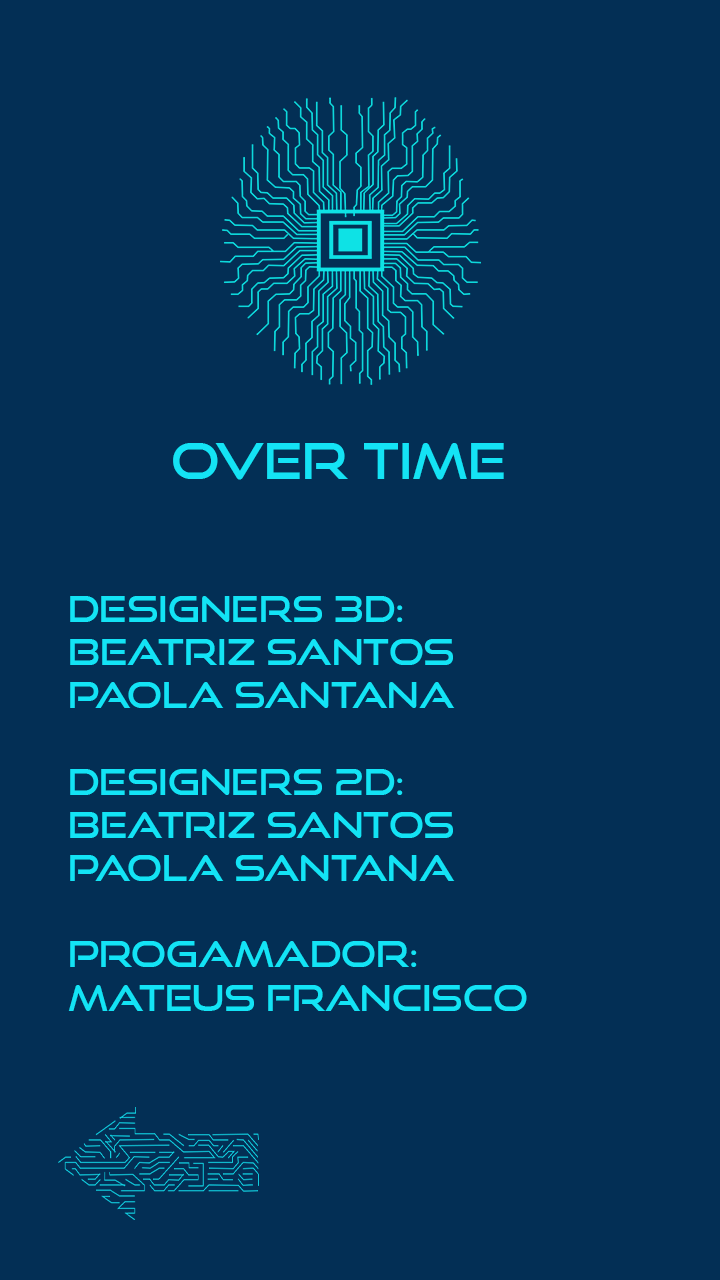 OVER TIME
DESIGNERS 3D:
BEATRIZ SANTOS
PAOLA SANTANA
DESIGNERS 2D:
BEATRIZ SANTOS
PAOLA SANTANA
PROGAMADOR:
MATEUS FRANCISCO